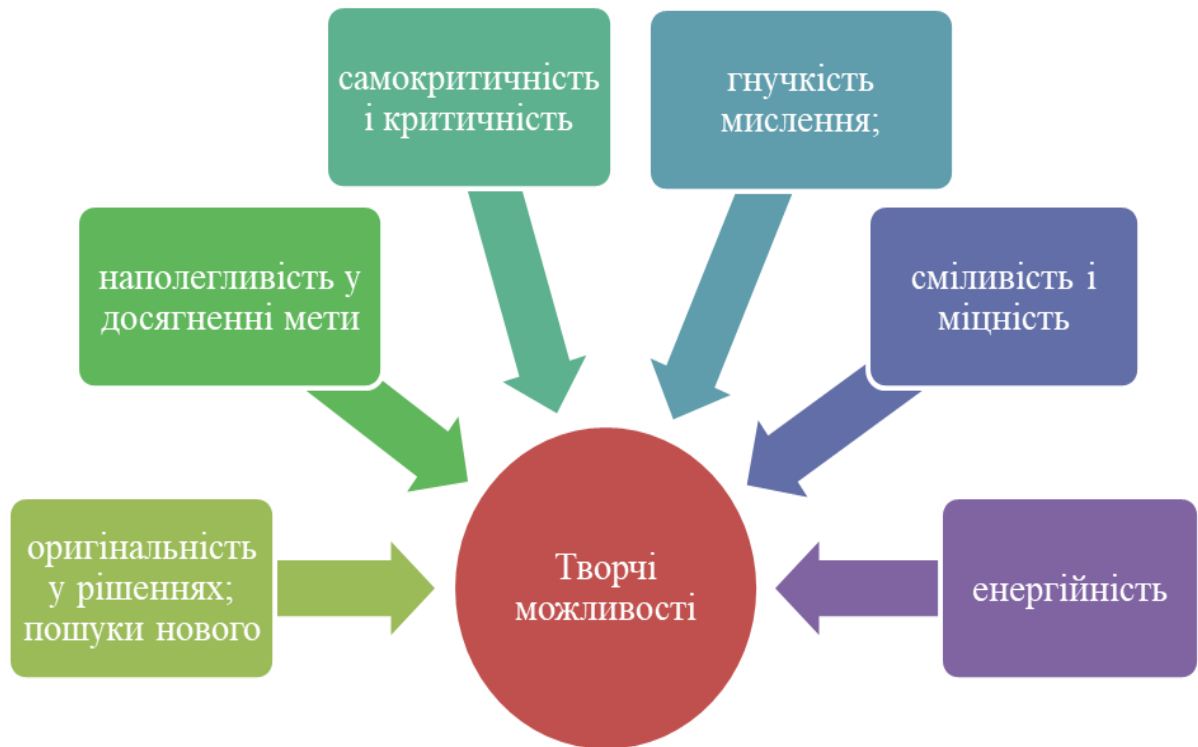 самокритичність
і критичність
гнучкість
мислення;
наполегливість у
досягненні мети
сміливість і
міцність
оригінальність
у рішеннях;
пошуки нового
Творчі
можливості
енергійність